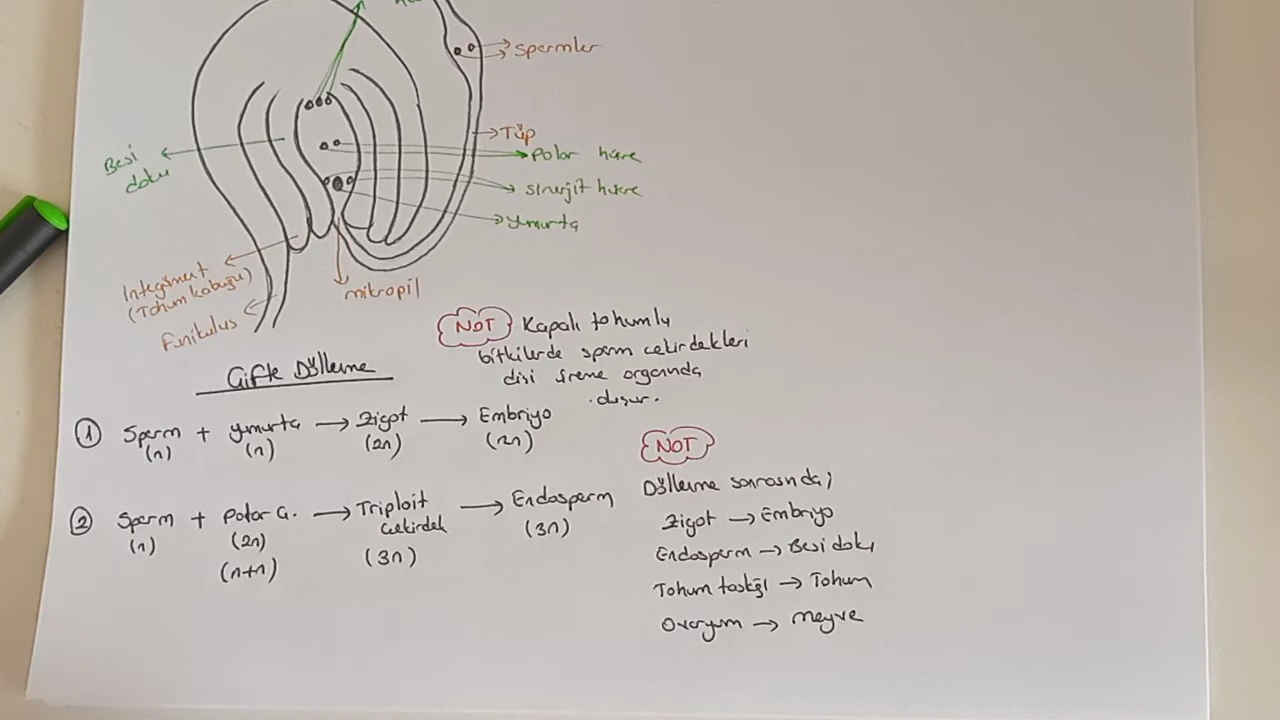 Spermler
Tüp
Polar hücre
Sinerjit hücre
Yumurta
Besi
doku
İntegüment
(Tohum kabuğu)
Funikulus
mikropil
NOT Kapalı tohumlu
bitkilerde sperm çekirdekleri
dişi üreme organında
oluşur.
Çifte Dölleme
1 Sperm + yumurta → Zigot → Embriyo
(n) (n) (2n) (2n)
2 Sperm + Polar Ç. → Triploit → Endosperm
çekirdek
(n) (2n) (3n)
(n+n) (3n)
NOT
Dölleme sonrasında;
Zigot → Embriyo
Endosperm → Besi doku
Tohum taslağı → Tohum
Ovaryum → Meyve